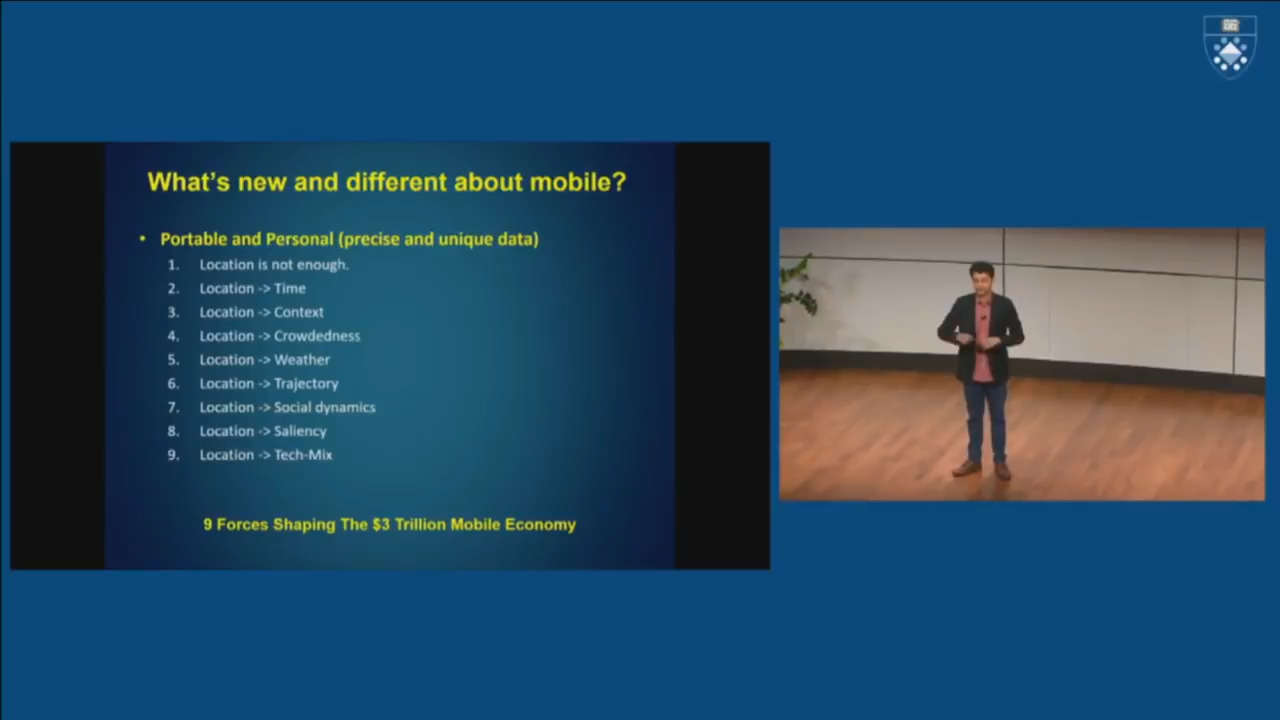 What's new and different about mobile?
• Portable and Personal (precise and unique data)
1. Location is not enough.
2. Location -> Time
3. Location -> Context
4. Location -> Crowdedness
5. Location -> Weather
6. Location -> Trajectory
7. Location -> Social dynamics
8. Location -> Saliency
9. Location -> Tech-Mix
9 Forces Shaping The $3 Trillion Mobile Economy